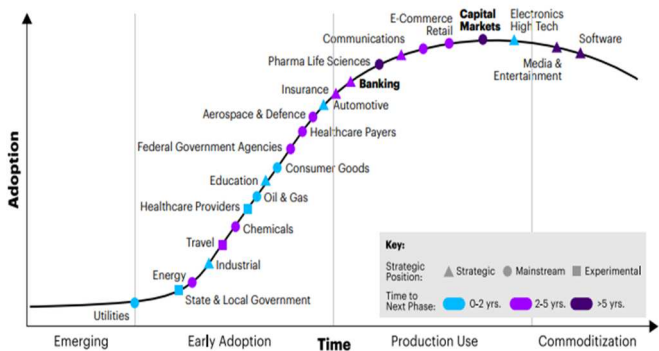 E-Commerce
Retail
Capital
Markets
Electronics
High Tech
Communications
Software
Pharma Life Sciences
Media &
Entertainment
Insurance
Banking
Automotive
Aerospace & Defence
Healthcare Payers
Federal Government Agencies
Consumer Goods
Education
Oil & Gas
Healthcare Providers
Chemicals
Travel
Industrial
Energy
State & Local Government
Utilities
Adoption
Key:
Strategic
Position:
Strategic
Mainstream
Experimental
Time to
Next Phase:
0-2 yrs.
2-5 yrs.
>5 yrs.
Emerging
Early Adoption
Time
Production Use
Commoditization